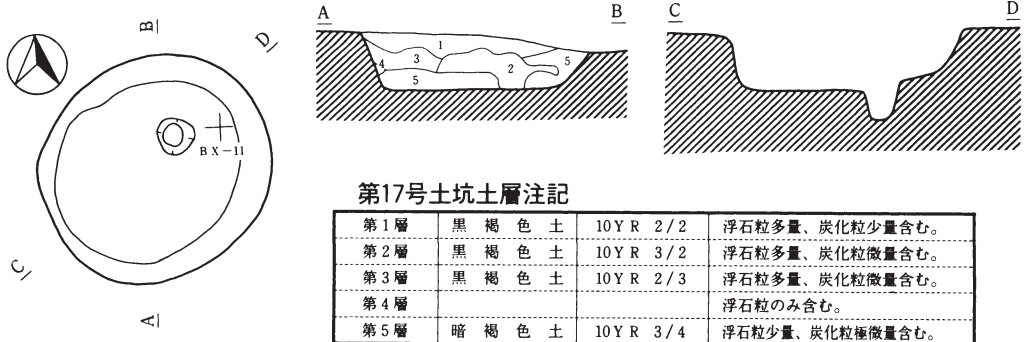 A
B
C
D
B
D
1
3
2
5
4
5
BX-11
C
A
第17号土坑土層注記
第1層 黒褐色土 10YR 2/2 浮石粒多量、炭化粒少量含む。
第2層 黒褐色土 10YR 3/2 浮石粒多量、炭化粒微量含む。
第3層 黒褐色土 10YR 2/3 浮石粒多量、炭化粒微量含む。
第4層 浮石粒のみ含む。
第5層 暗褐色土 10YR 3/4 浮石粒少量、炭化粒極微量含む。